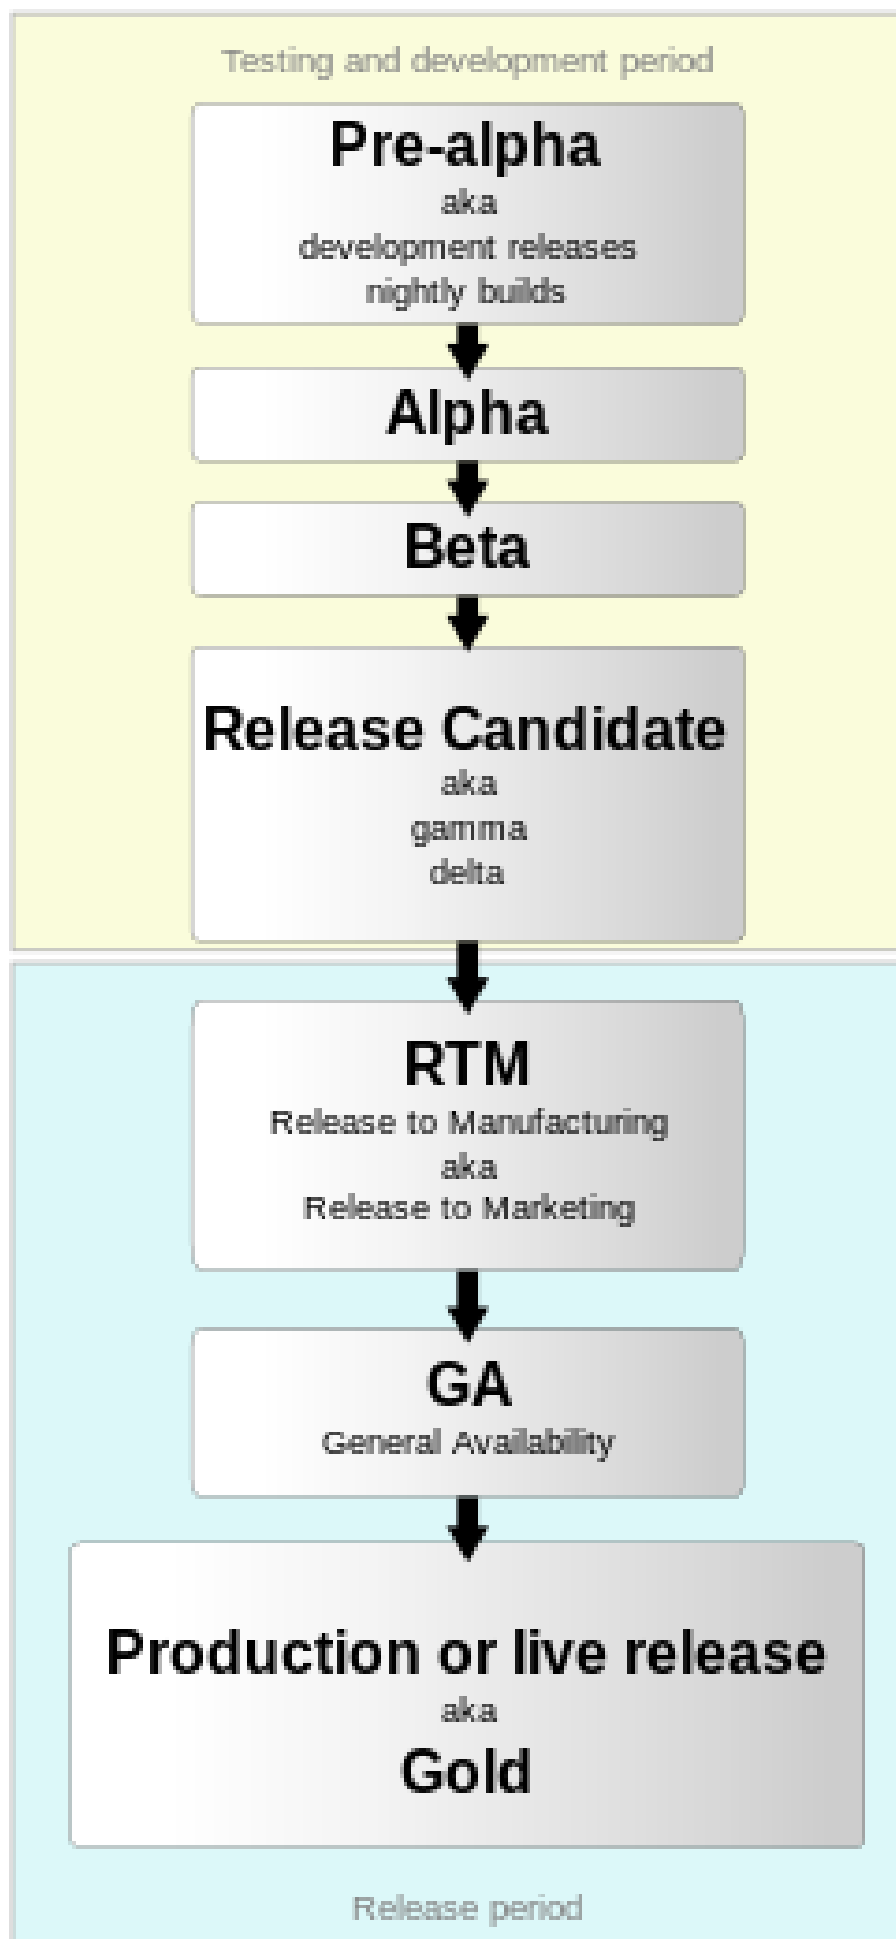 Testing and development period
Pre-alpha
aka
development releases
nightly builds
Alpha
Beta
Release Candidate
aka
gamma
delta
RTM
Release to Manufacturing
aka
Release to Marketing
GA
General Availability
Production or live release
aka
Gold
Release period